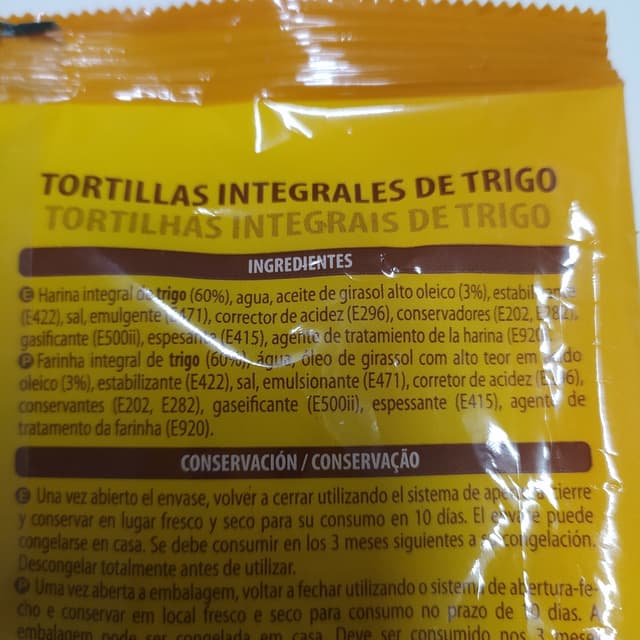 TORTILLAS INTEGRALES DE TRIGO
TORTILHAS INTEGRAIS DE TRIGO
INGREDIENTES
E Harina integral de trigo (60%), agua, aceite de girasol alto oleico (3%),
(E422), sal, emulgente (E471), corrector de acidez (E296), conservadores (E202, E282),
gasificante (E500ii), espesante (E415), agente de tratamiento de la harina (E920).
P Farinha integral de trigo (60%), água, óleo de girassol com alto teor em ácido
oleico (3%), estabilizante (E422), sal, emulsionante (E471), corretor de acidez
conservantes (E202, E282), gaseificante (E500ii), espessante (E415), agente de
tratamento da farinha (E920).
CONSERVACIÓN / CONSERVAÇÃO
E Una vez abierto el envase, volver a cerrar utilizando el sistema de cierre
y conservar en lugar fresco y seco para su consumo en 10 días. El envase puede
congelarse en casa. Se debe consumir en los 3 meses siguientes a congelación.
Descongelar totalmente antes de utilizar.
P Uma vez aberta a embalagem, voltar a fechar utilizando o sistema de abertura-fe-
cho e conservar em local fresco e seco para consumo no prazo de 10 dias. A
embalagem pode ser congelada em casa. Deve ser consumido nos 3 meses